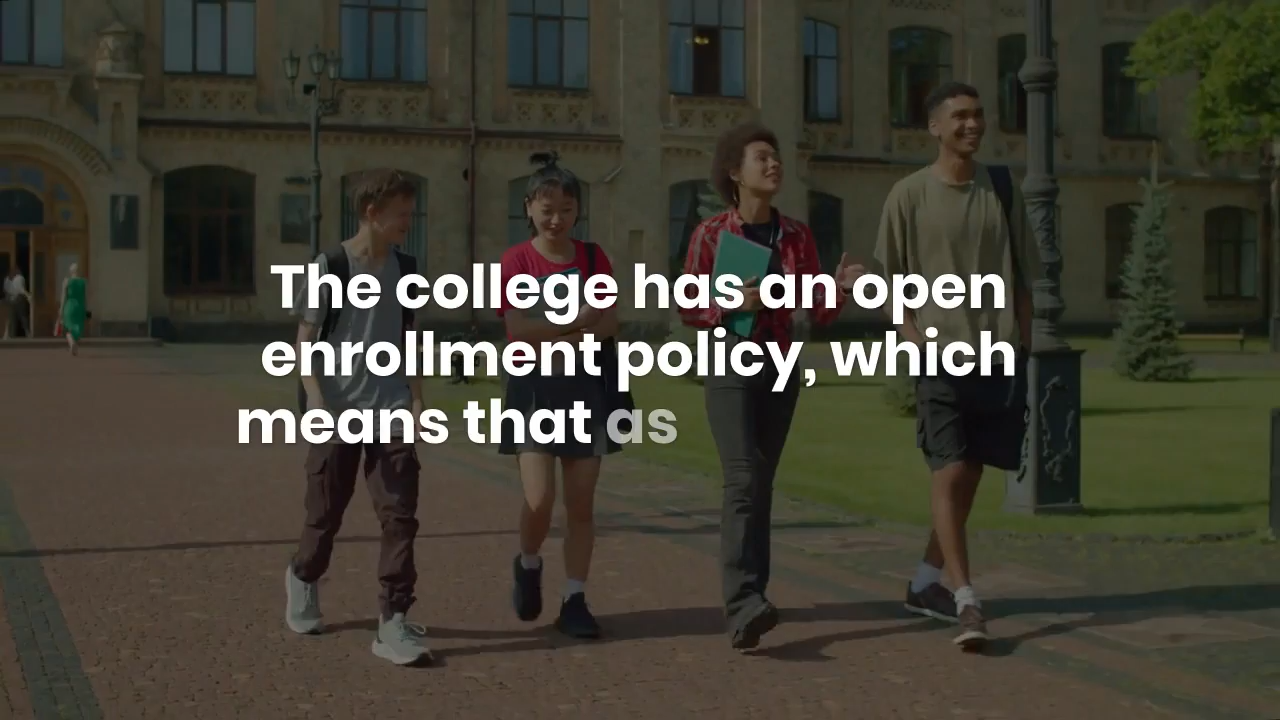 The college has an open
enrollment policy, which
means that as